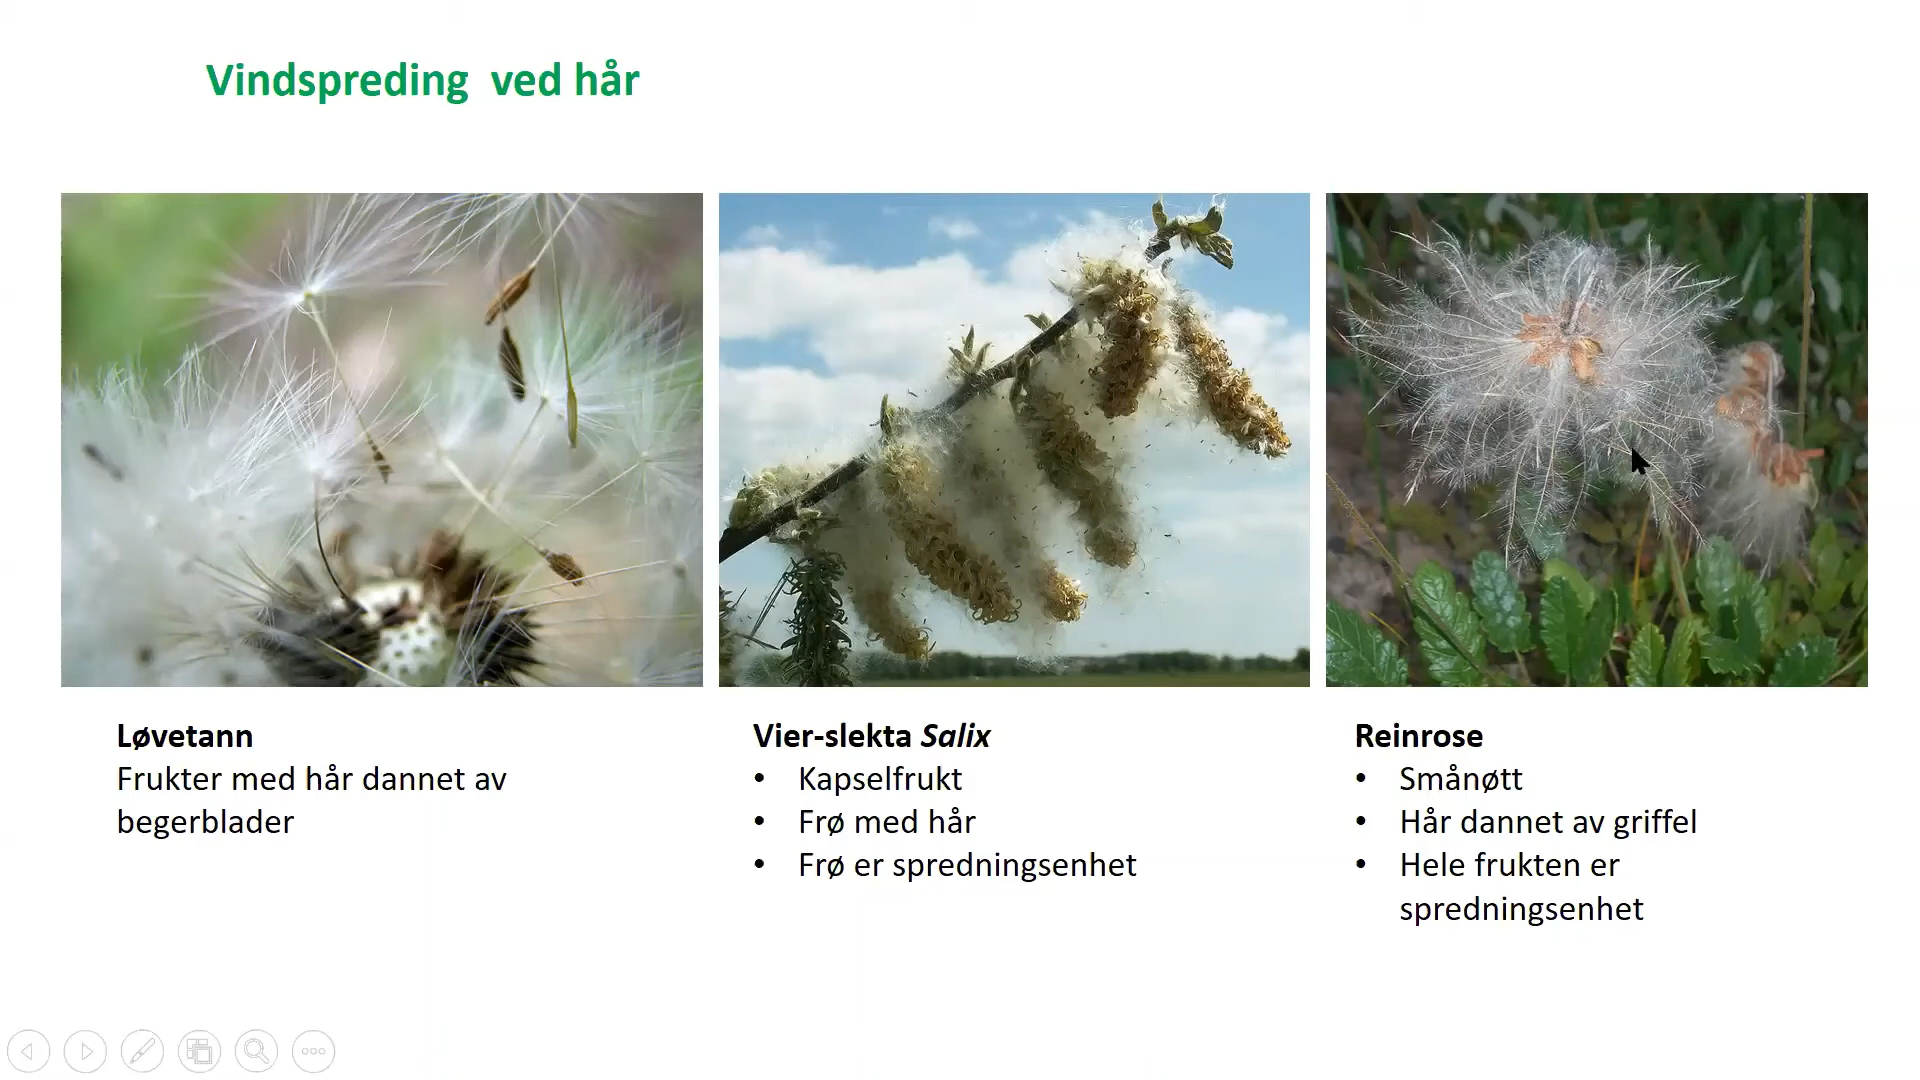 Vindspreding ved hår
Løvetann
Frukter med hår dannet av
begerblader
Vier-slekta Salix
• Kapselfrukt
• Frø med hår
• Frø er spredningsenhet
Reinrose
• Smånøtt
• Hår dannet av griffel
• Hele frukten er
spredningsenhet